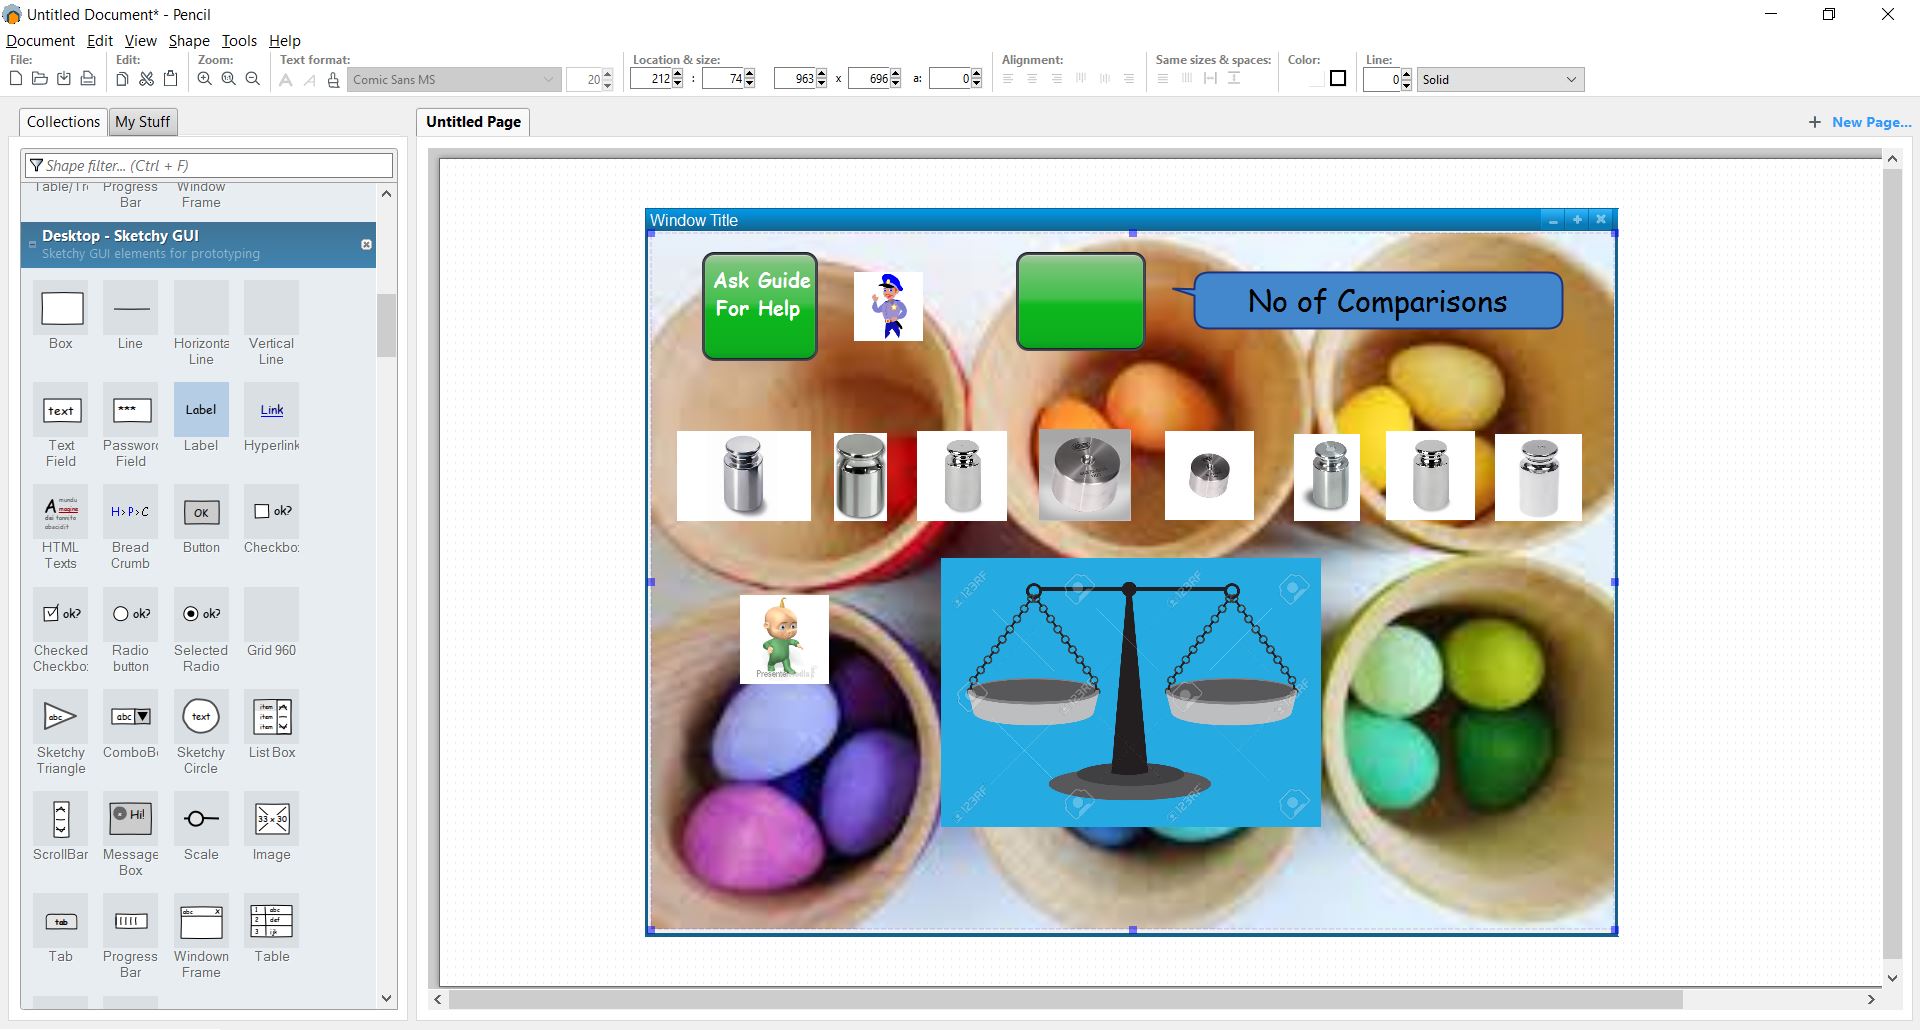 Untitled Document* - Pencil
Document Edit View Shape Tools Help
File: Edit: Zoom: Text format: Location & size: Alignment: Same sizes & spaces: Color: Line:
Comic Sans MS 20 212 : 74 963 x 696 a: 0 0 Solid
Collections My Stuff
Untitled Page
+ New Page...
Shape filter... (Ctrl + F)
Table/Tr Progress Window
Bar Frame
Desktop - Sketchy GUI
Sketchy GUI elements for prototyping
Box Line Horizonta Vertical
Line Line
text *** Label Link
Text Passwor Label Hyperlink
Field Field
A mundu
magine
OK ok?
H>P>C
HTML Bread Button Checkbo
Texts Crumb
ok? ok? ok?
Checked Radio Selected Grid 960
Checkbo button Radio
abc abc text item
item
item
Sketchy ComboB Sketchy List Box
Triangle Circle
Hi! 33 x 30
ScrollBar Message Scale Image
Box
tab abc X 1 abc
2 def
3 ijk
Tab Progress Windown Table
Bar Frame
Window Title
Ask Guide
For Help
No of Comparisons
123RF
123RF
123RF
123RF
123RF